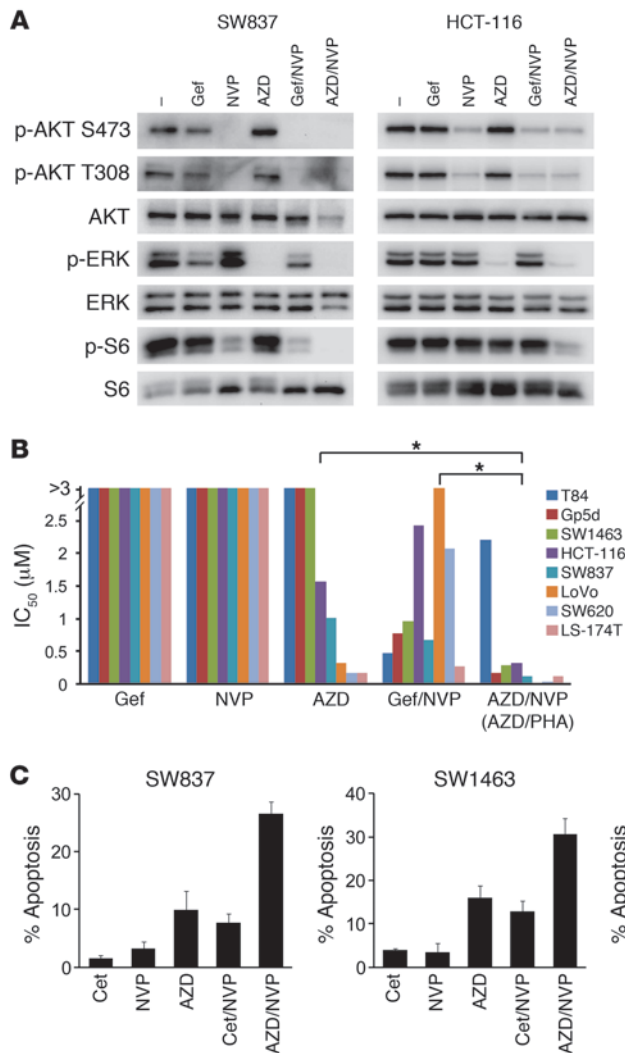 A
SW837
HCT-116
– Gef NVP AZD Gef/NVP AZD/NVP
– Gef NVP AZD Gef/NVP AZD/NVP
p-AKT S473
p-AKT T308
AKT
p-ERK
ERK
p-S6
S6
B
*
*
IC50 (μM)
>3
2.5
2
1
0.5
0
T84
Gp5d
SW1463
HCT-116
SW837
LoVo
SW620
LS-174T
Gef NVP AZD Gef/NVP AZD/NVP
(AZD/PHA)
C
SW837
% Apoptosis
30
20
10
0
Cet NVP AZD Cet/NVP AZD/NVP
SW1463
% Apoptosis
40
30
20
10
0
Cet NVP AZD Cet/NVP AZD/NVP
% Apoptosis